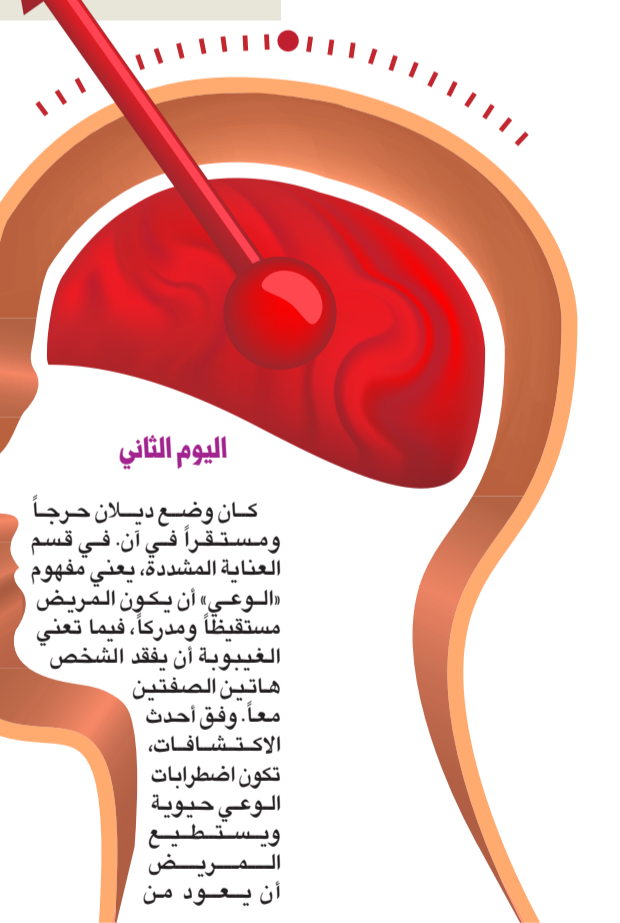 اليوم الثاني
كان وضع ديلان حرجاً
ومستقراً في آن. في قسم
العناية المشددة، يعني مفهوم
«الوعي» أن يكون المريض
مستقيظاً ومدركاً، فيما تعني
الغيبوبة أن يفقد الشخص
هاتين الصفتين
معاً. وفق أحدث
الاكتشافات،
تكون اضطرابات
الوعي حيوية
ويستطيع
المريض
أن يعود من